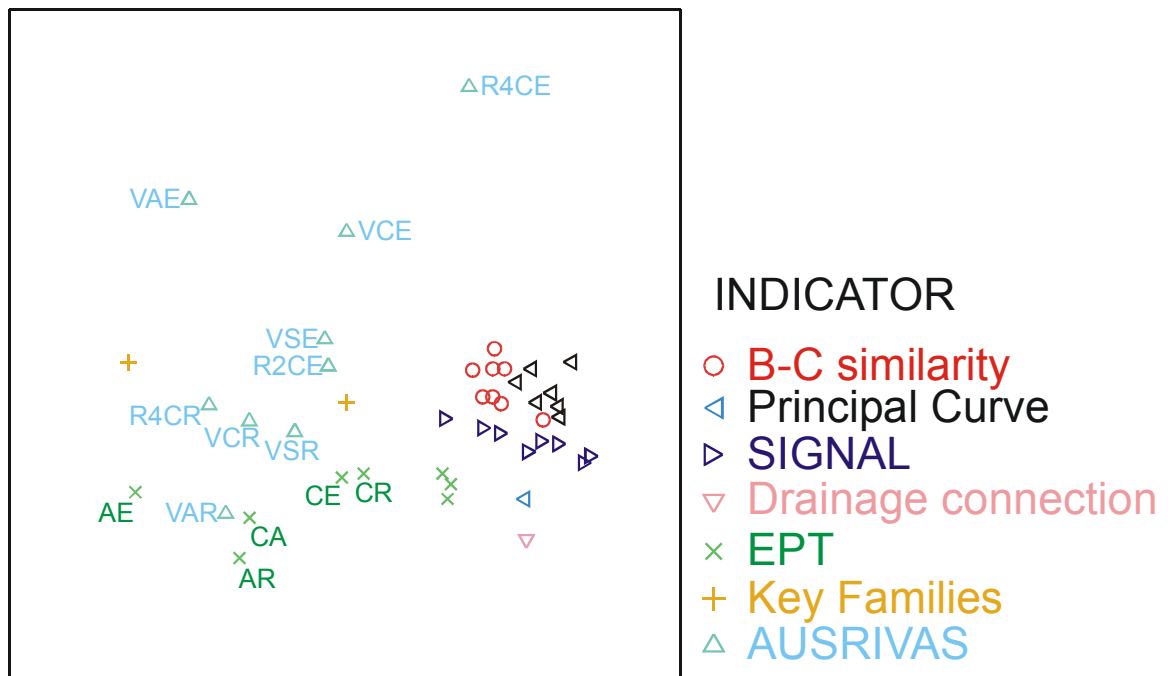 R4CE
VAE
VCE
VSE
R2CE
R4CR
VCR
VSR
CE
CR
AE
VAR
CA
AR
INDICATOR
B-C similarity
Principal Curve
SIGNAL
Drainage connection
EPT
Key Families
AUSRIVAS